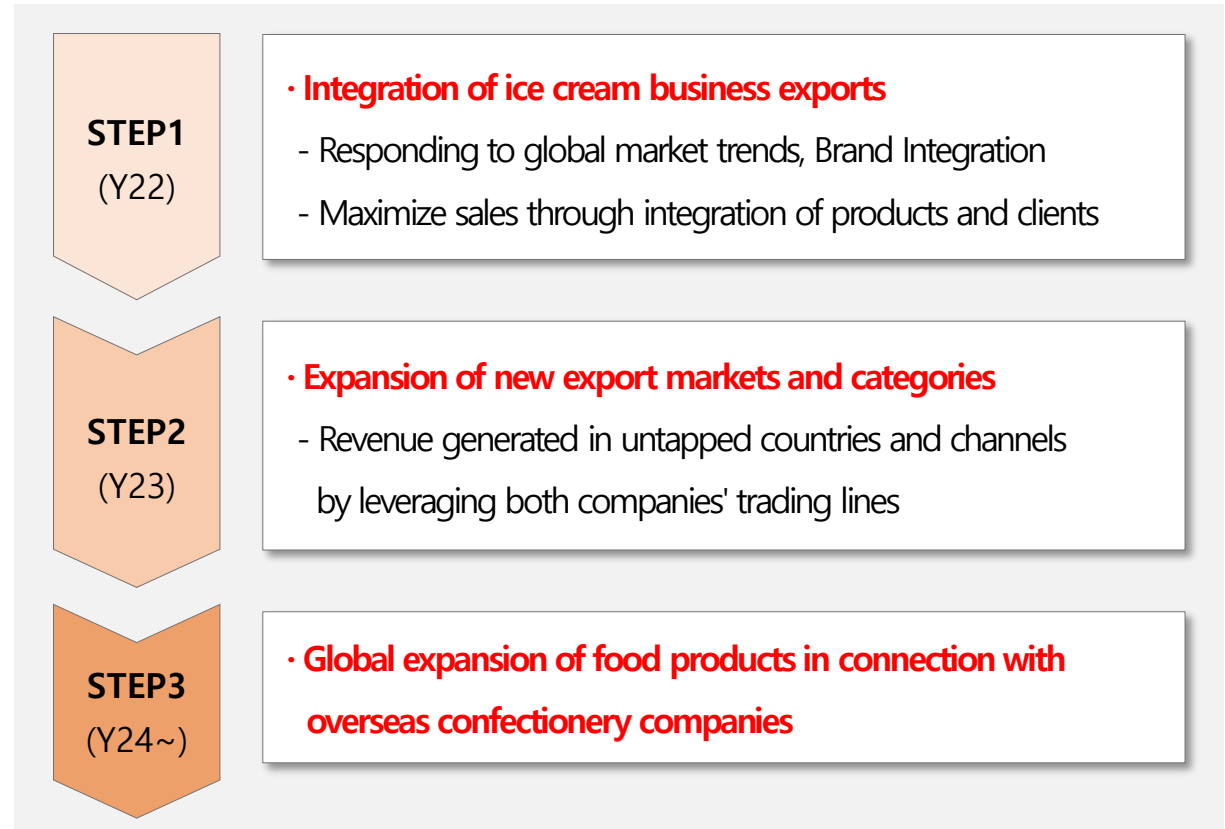 STEP1
(Y22)
· Integration of ice cream business exports
- Responding to global market trends, Brand Integration
- Maximize sales through integration of products and clients
STEP2
(Y23)
· Expansion of new export markets and categories
- Revenue generated in untapped countries and channels
by leveraging both companies' trading lines
STEP3
(Y24~)
· Global expansion of food products in connection with
overseas confectionery companies